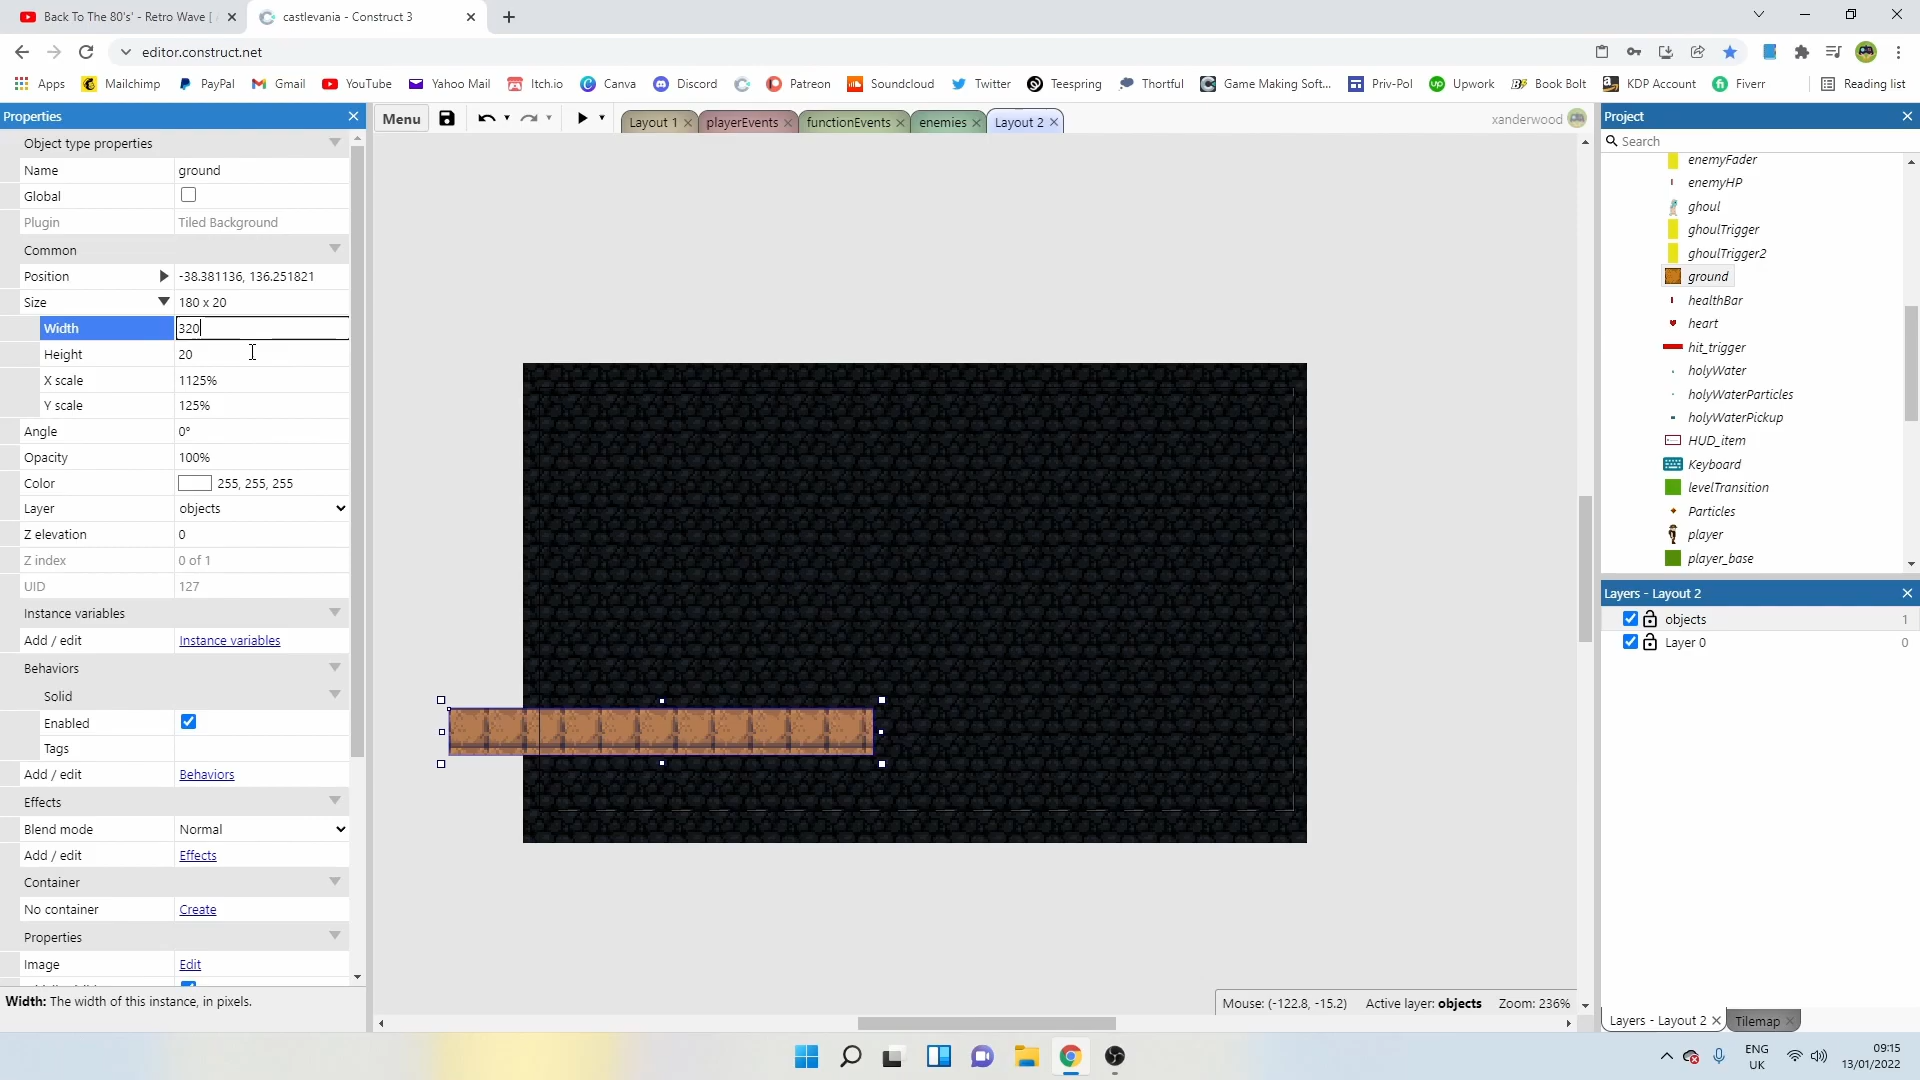 Back To The 80's' - Retro Wave [
castlevania - Construct 3
editor.construct.net
Apps
Mailchimp
PayPal
Gmail
YouTube
Yahoo Mail
Itch.io
Canva
Discord
Patreon
Soundcloud
Twitter
Teespring
Thortful
Game Making Soft...
Priv-Pol
Upwork
Book Bolt
KDP Account
Fiverr
Reading list
Properties
Menu
Layout 1
playerEvents
functionEvents
enemies
Layout 2
xanderwood
Object type properties
Name ground
Global
Plugin Tiled Background
Common
Position -38.381136, 136.251821
Size 180 x 20
Width 320
Height 20
X scale 1125%
Y scale 125%
Angle 0°
Opacity 100%
Color 255, 255, 255
Layer objects
Z elevation 0
Z index 0 of 1
UID 127
Instance variables
Add / edit Instance variables
Behaviors
Solid
Enabled
Tags
Add / edit Behaviors
Effects
Blend mode Normal
Add / edit Effects
Container
No container Create
Properties
Image Edit
Width: The width of this instance, in pixels.
Mouse: (-122.8, -15.2) Active layer: objects Zoom: 236%
Project
Search
enemyFader
enemyHP
ghoul
ghoulTrigger
ghoulTrigger2
ground
healthBar
heart
hit_trigger
holyWater
holyWaterParticles
holyWaterPickup
HUD_item
Keyboard
levelTransition
Particles
player
player_base
Layers - Layout 2
objects 1
Layer 0 0
Layers - Layout 2
Tilemap
ENG
UK
09:15
13/01/2022